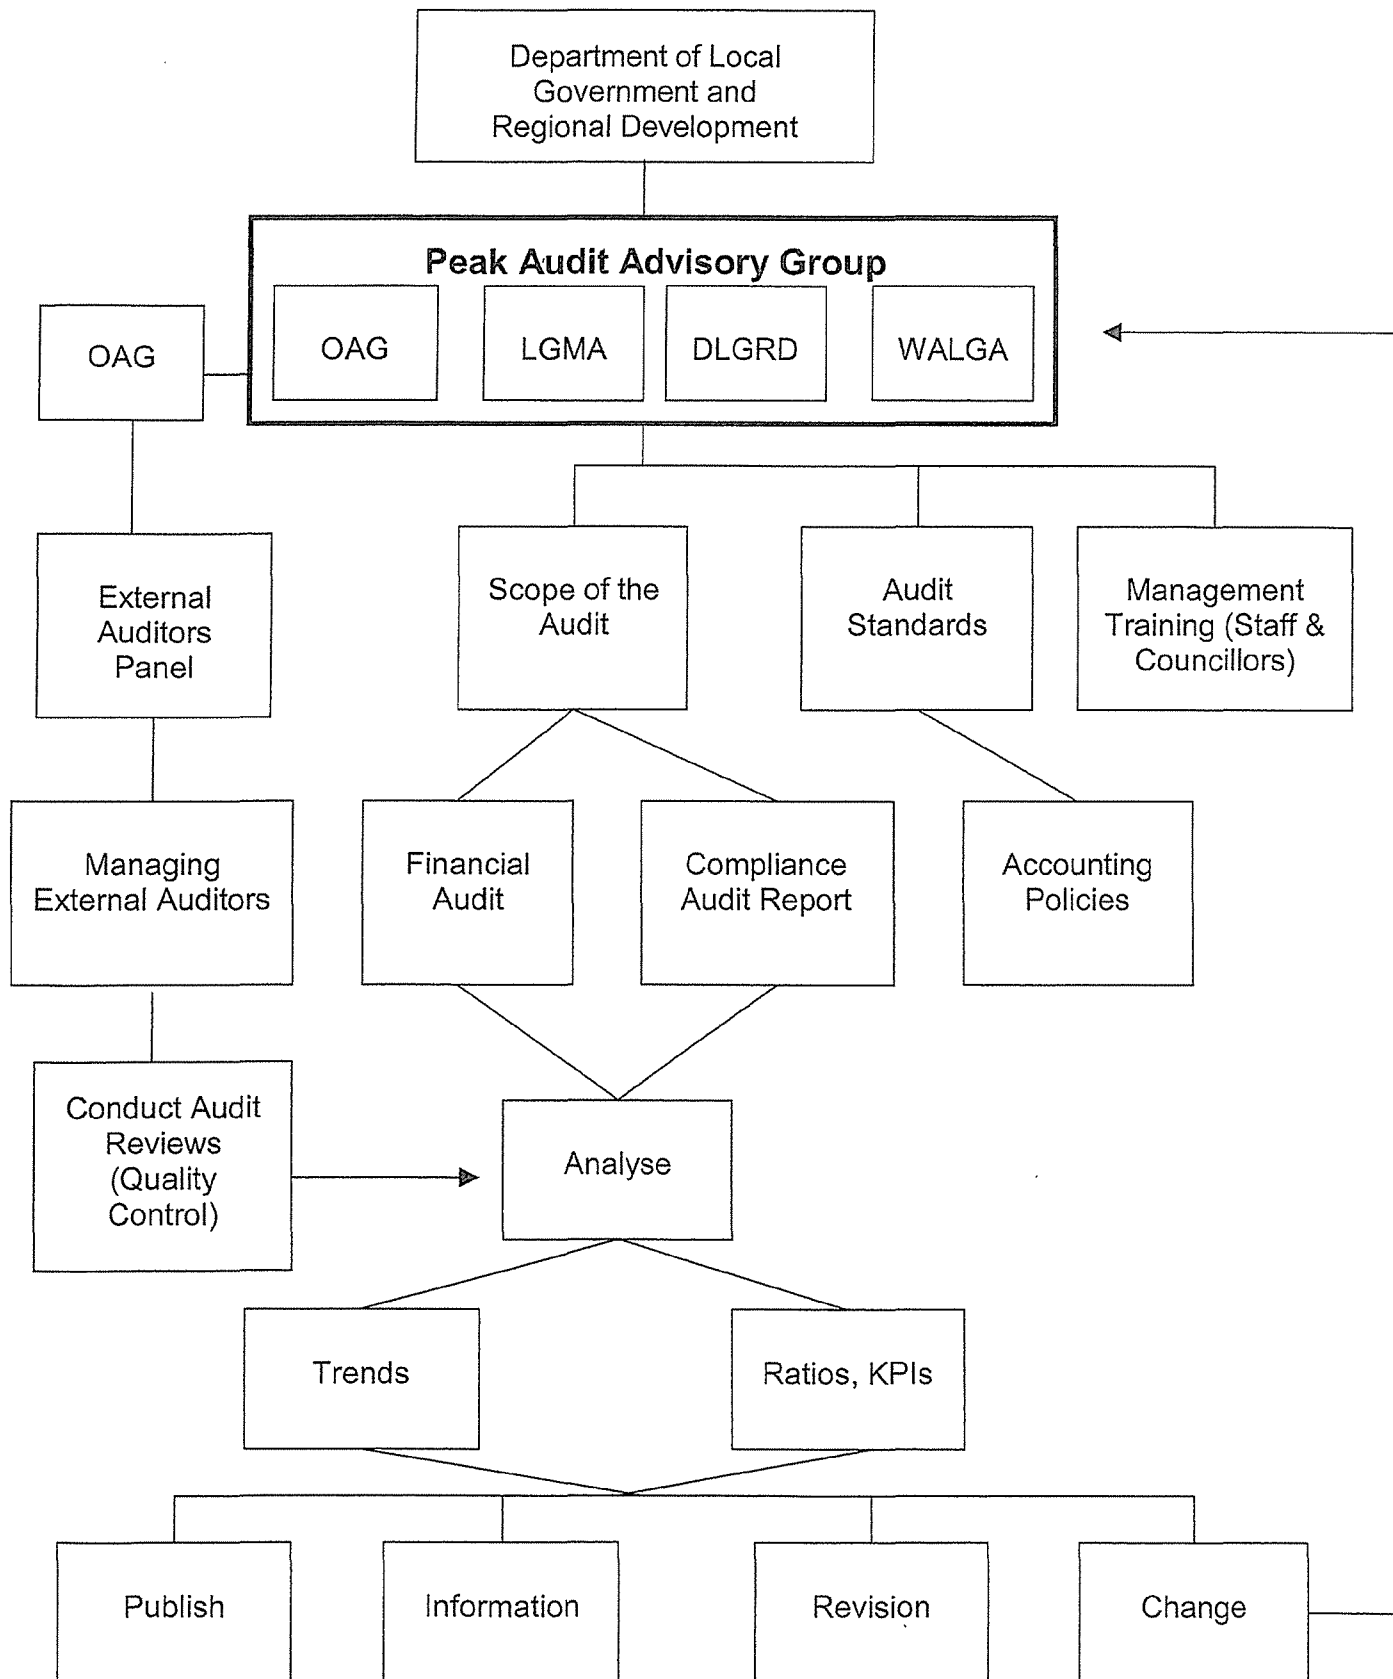 Department of Local
Government and
Regional Development
Peak Audit Advisory Group
OAG
OAG
LGMA
DLGRD
WALGA
External
Auditors
Panel
Scope of the
Audit
Audit
Standards
Management
Training (Staff &
Councillors)
Managing
External Auditors
Financial
Audit
Compliance
Audit Report
Accounting
Policies
Conduct Audit
Reviews
(Quality
Control)
Analyse
Trends
Ratios, KPIs
Publish
Information
Revision
Change